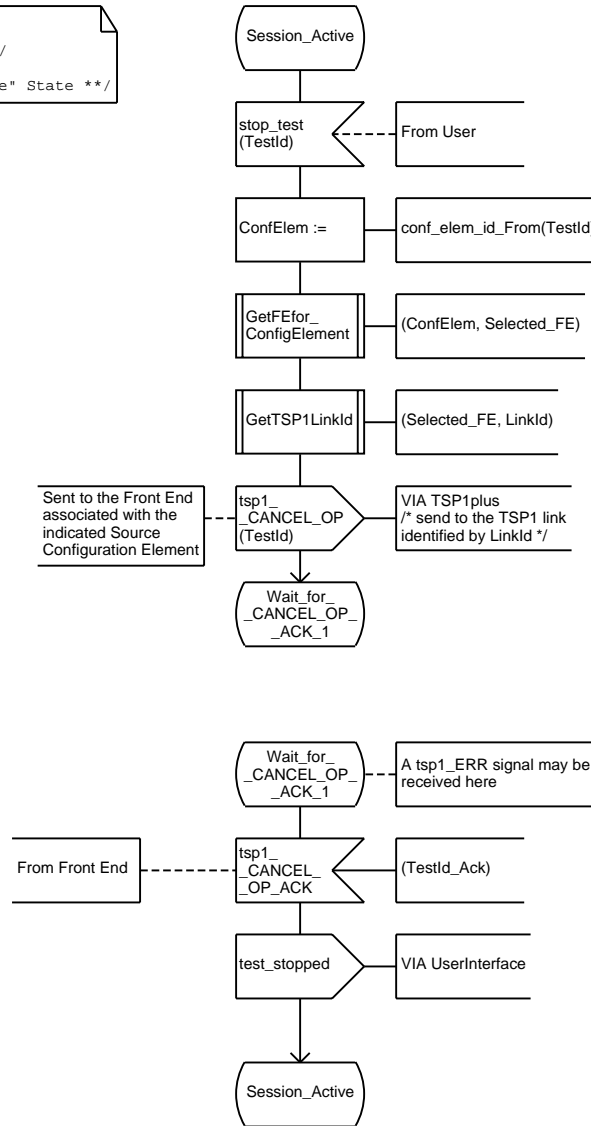 /
e" State **/
Session_Active
stop_test
(TestId)
From User
ConfElem :=
conf_elem_id_From(TestId)
GetFEfor_
ConfigElement
(ConfElem, Selected_FE)
GetTSP1LinkId
(Selected_FE, LinkId)
Sent to the Front End
associated with the
indicated Source
Configuration Element
tsp1_
_CANCEL_OP
(TestId)
VIA TSP1plus
/* send to the TSP1 link
identified by LinkId */
Wait_for_
_CANCEL_OP_
_ACK_1
Wait_for_
_CANCEL_OP_
_ACK_1
A tsp1_ERR signal may be
received here
From Front End
tsp1_
_CANCEL_
_OP_ACK
(TestId_Ack)
test_stopped
VIA UserInterface
Session_Active